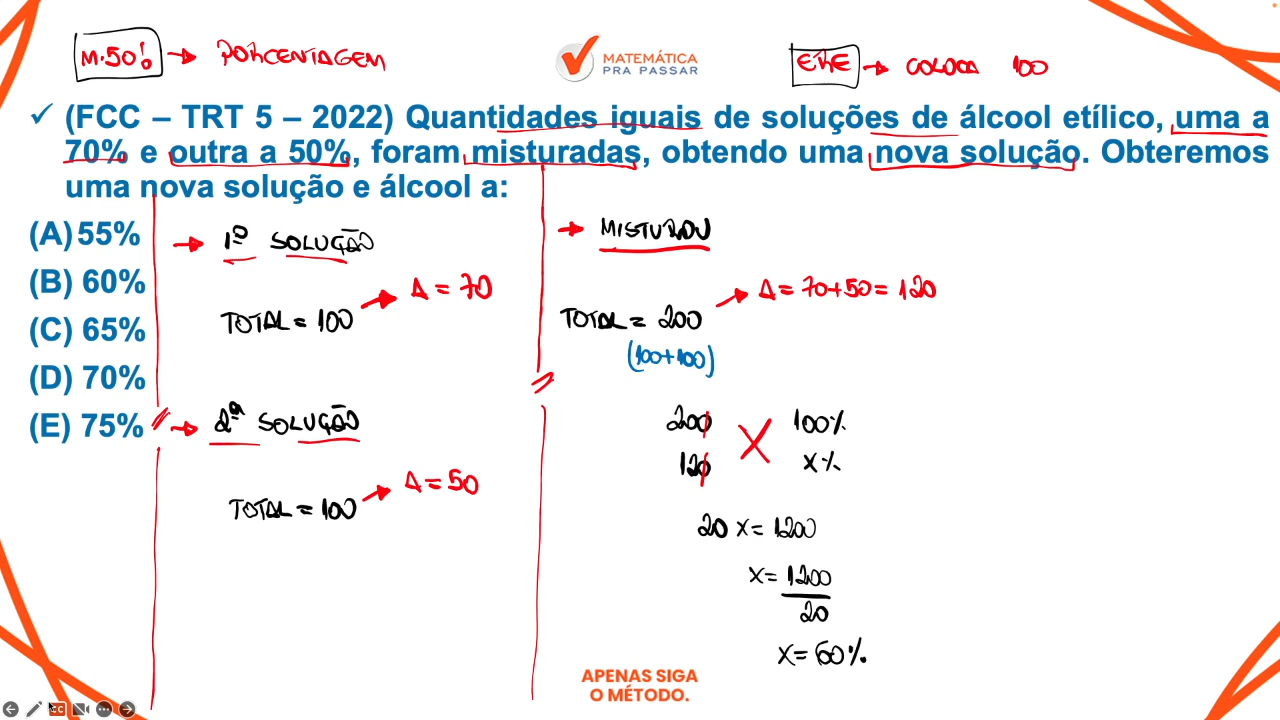 M.50% → PORCENTAGEM
MATEMÁTICA
PRA PASSAR
→ COLOCA 100
✓ (FCC – TRT 5 – 2022) Quantidades iguais de soluções de álcool etílico, uma a
70% e outra a 50%, foram misturadas, obtendo uma nova solução. Obteremos
uma nova solução e álcool a:
(A) 55%
(B) 60%
(C) 65%
(D) 70%
(E) 75%
→ 1ª SOLUÇÃO
A = 70
TOTAL = 100
→ 2ª SOLUÇÃO
A = 50
TOTAL = 100
→ MISTUROU
A = 70+50 = 120
TOTAL = 200
(100+100)
200 100%
120 X%
20 X = 1200
X = 1200
20
X = 60%
APENAS SIGA
O MÉTODO.
CC